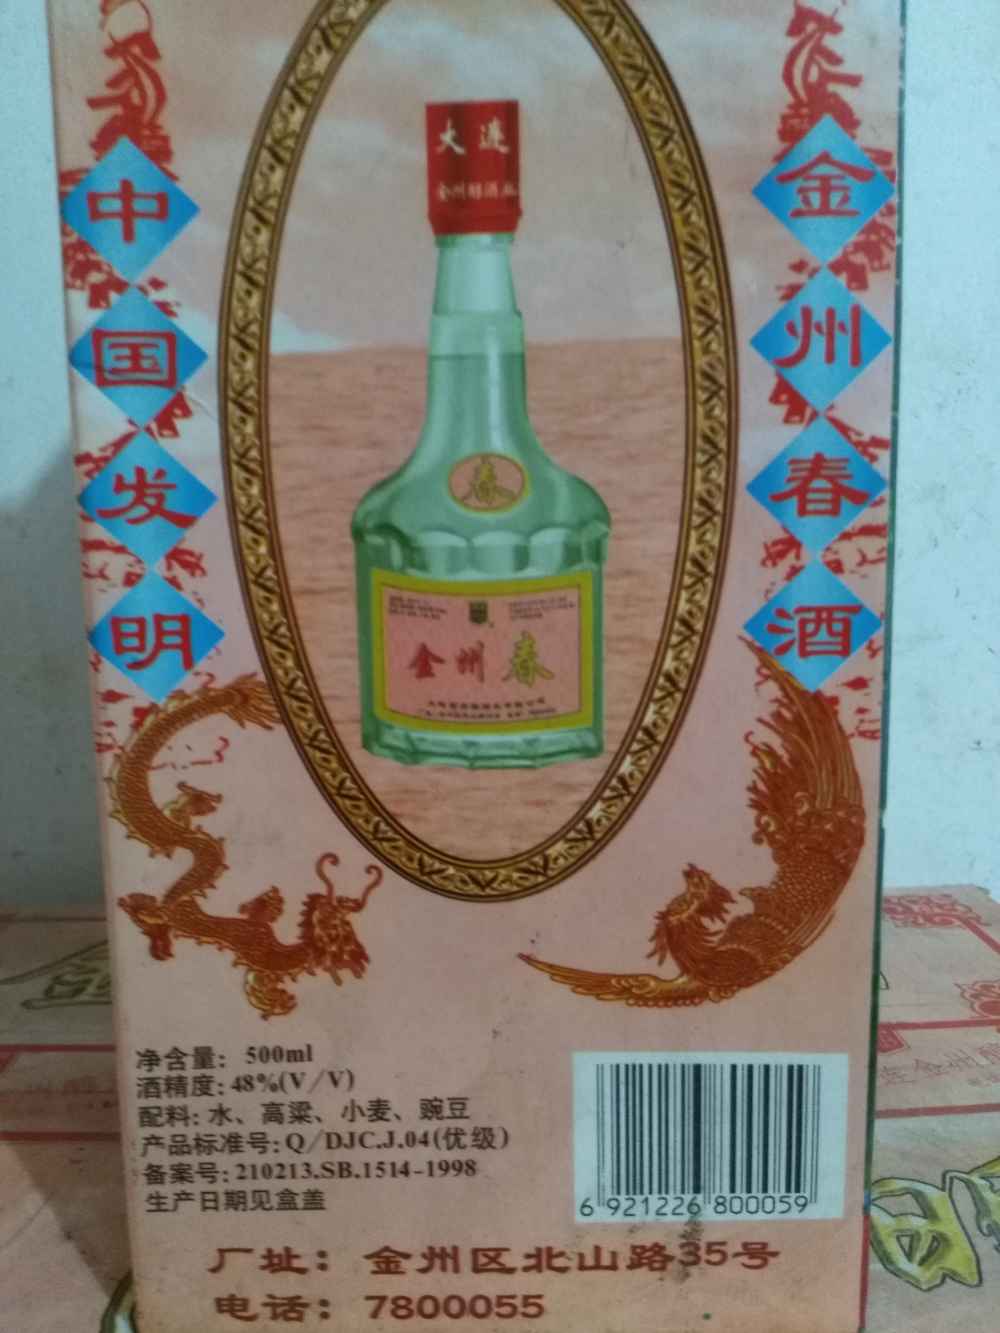 中国发明
金州春酒
大连
春
金州春
净含量: 500ml
酒精度: 48%(V/V)
配料: 水、高粱、小麦、豌豆
产品标准号: Q/DJC.J.04(优级)
备案号: 210213.SB.1514-1998
生产日期见盒盖
6 921226 800059
厂址: 金州区北山路35号
电话: 7800055